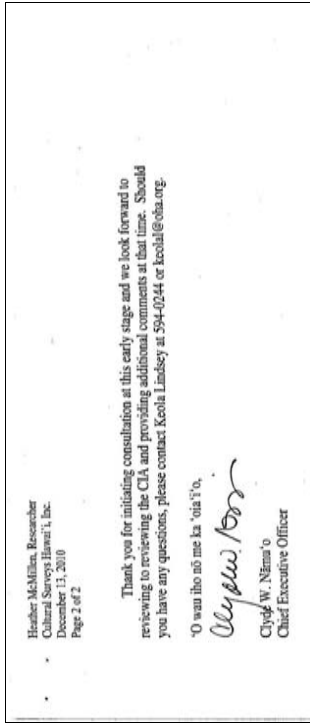 Heather McMillen, Researcher
Cultural Surveys Hawai‘i, Inc.
December 13, 2010
Page 2 of 2
Thank you for initiating consultation at this early stage and we look forward to
reviewing to reviewing the CIA and providing additional comments at that time. Should
you have any questions, please contact Keola Lindsey at 594-0244 or keolal@oha.org.
‘O wau iho nō me ka ‘oia‘i‘o,
Clyde W. Nāmu‘o
Chief Executive Officer